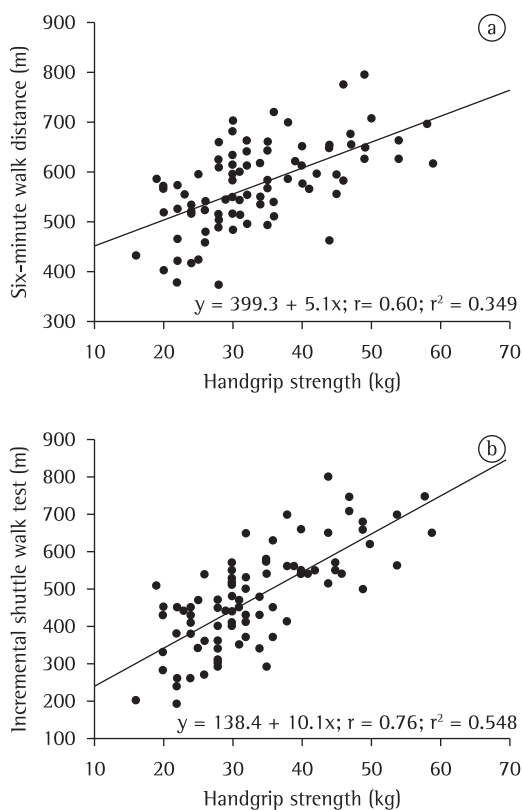 900
800
700
600
500
400
300
Six-minute walk distance (m)
a
y = 399.3 + 5.1x; r= 0.60; r² = 0.349
10 20 30 40 50 60 70
Handgrip strength (kg)
900
800
700
600
500
400
300
200
100
Incremental shuttle walk test (m)
b
y = 138.4 + 10.1x; r = 0.76; r² = 0.548
10 20 30 40 50 60 70
Handgrip strength (kg)